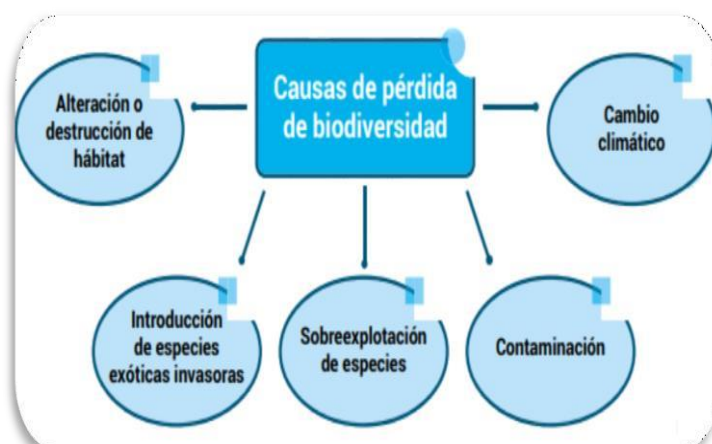 Causas de pérdida
de biodiversidad
Alteración o
destrucción de
hábitat
Cambio
climático
Introducción
de especies
exóticas invasoras
Sobreexplotación
de especies
Contaminación